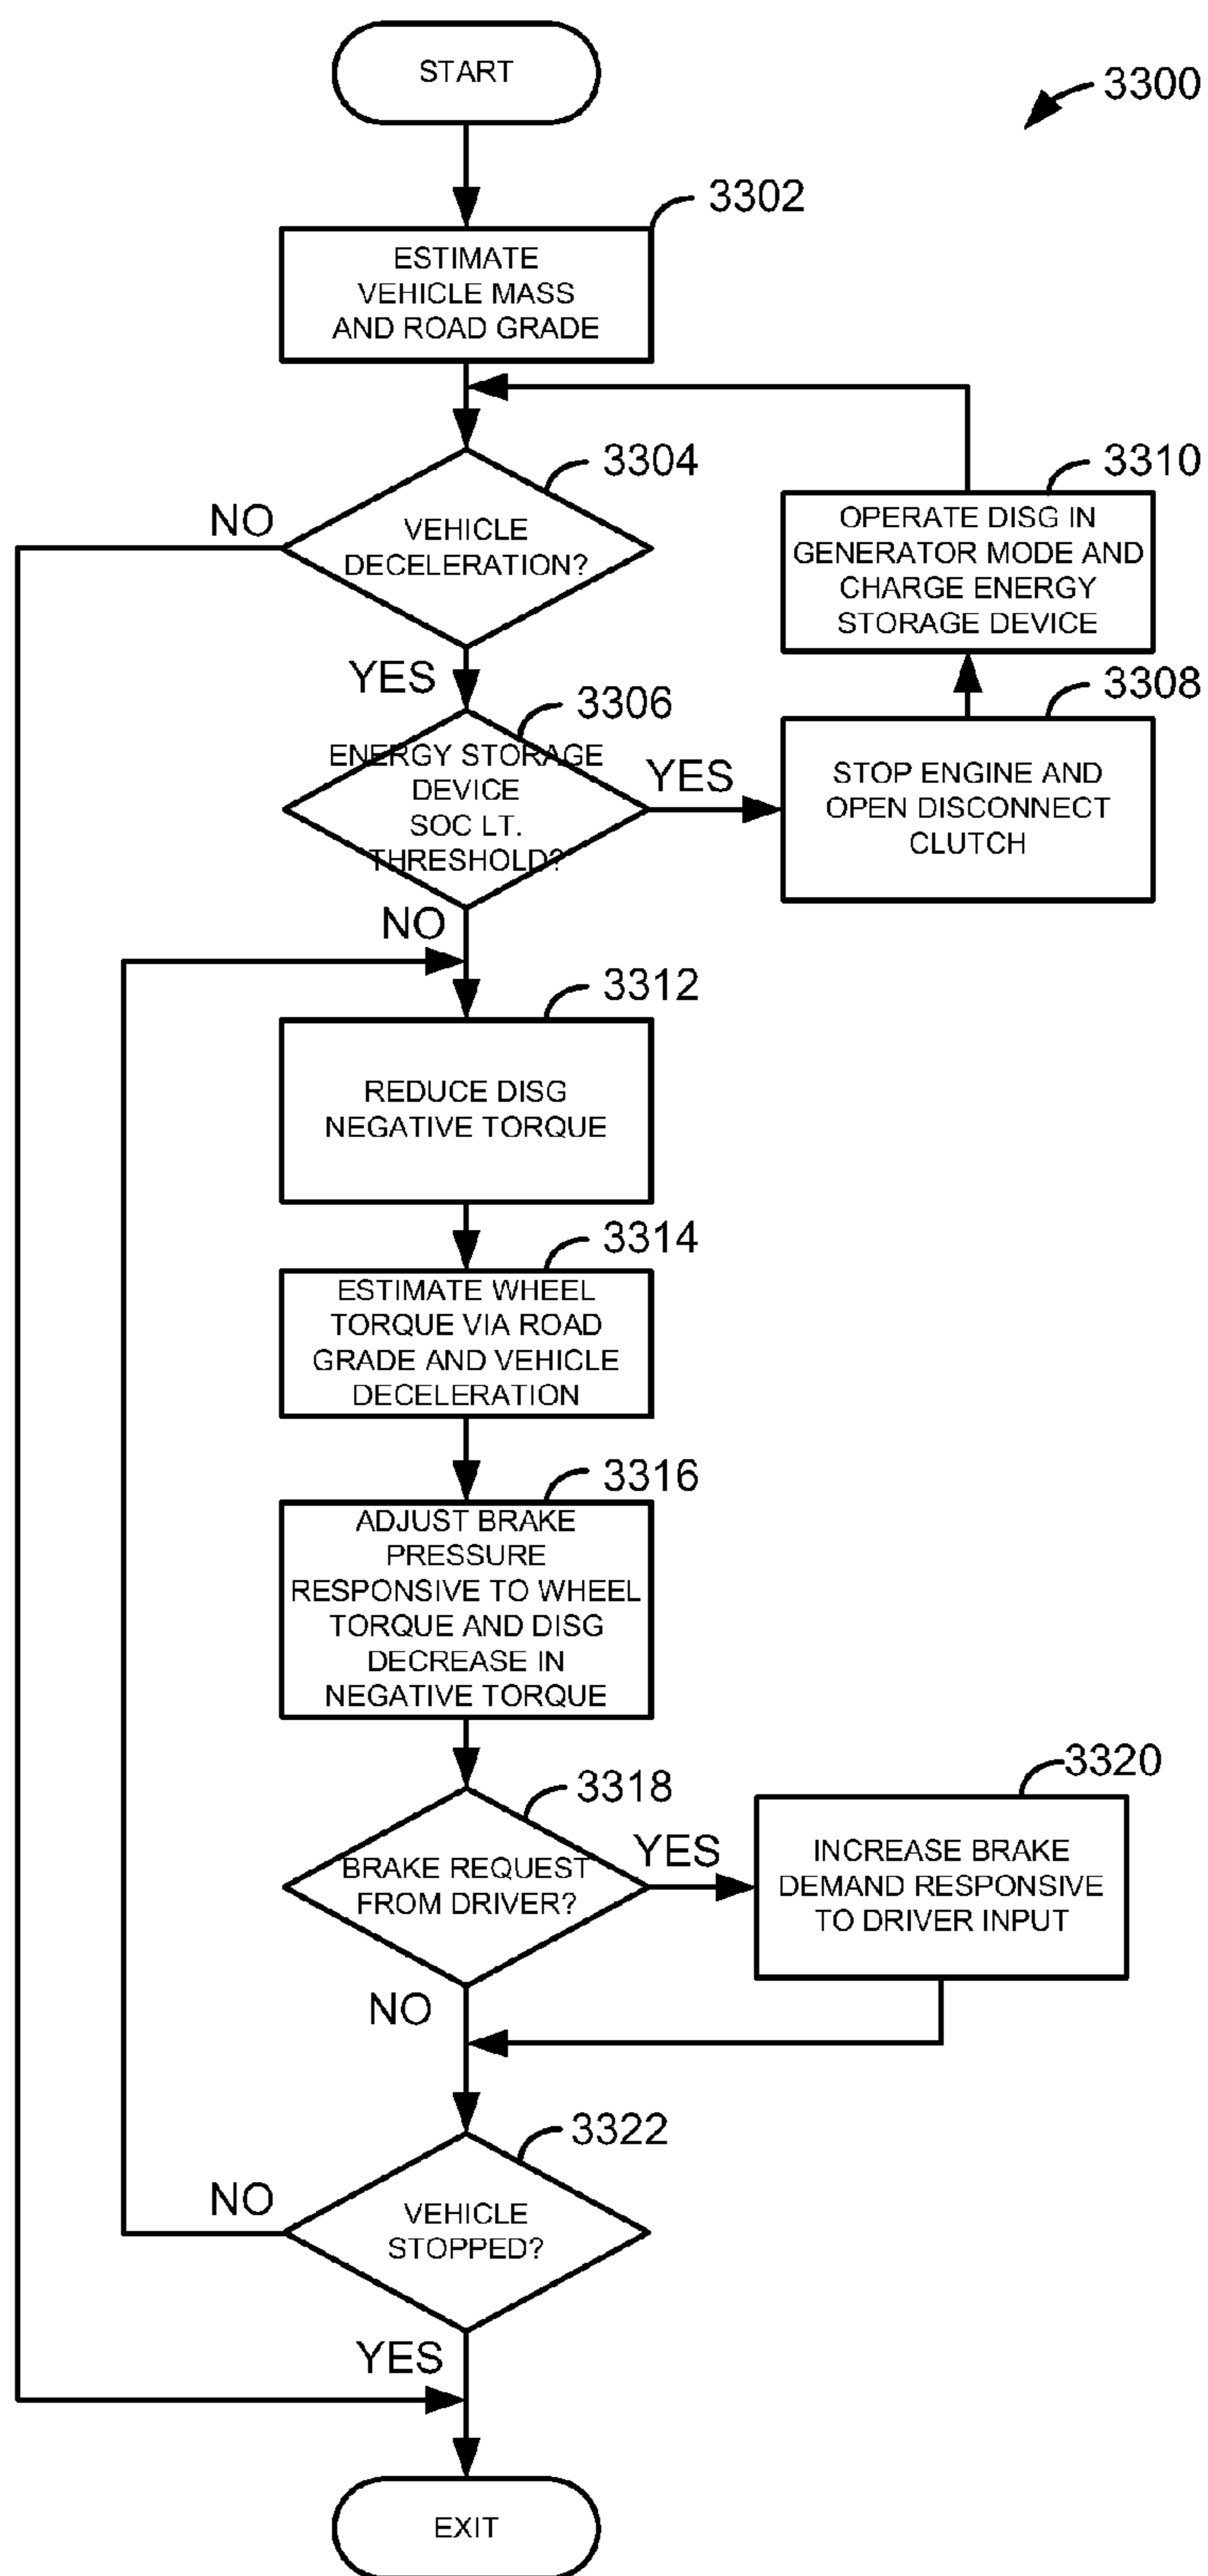 START
3300
3302
ESTIMATE
VEHICLE MASS
AND ROAD GRADE
3304
3310
NO
VEHICLE
DECELERATION?
OPERATE DISG IN
GENERATOR MODE AND
CHARGE ENERGY
STORAGE DEVICE
YES
3306
3308
ENERGY STORAGE
DEVICE
SOC LT.
THRESHOLD?
YES
STOP ENGINE AND
OPEN DISCONNECT
CLUTCH
NO
3312
REDUCE DISG
NEGATIVE TORQUE
3314
ESTIMATE WHEEL
TORQUE VIA ROAD
GRADE AND VEHICLE
DECELERATION
3316
ADJUST BRAKE
PRESSURE
RESPONSIVE TO WHEEL
TORQUE AND DISG
DECREASE IN
NEGATIVE TORQUE
3318
3320
BRAKE REQUEST
FROM DRIVER?
YES
INCREASE BRAKE
DEMAND RESPONSIVE
TO DRIVER INPUT
NO
3322
NO
VEHICLE
STOPPED?
YES
EXIT